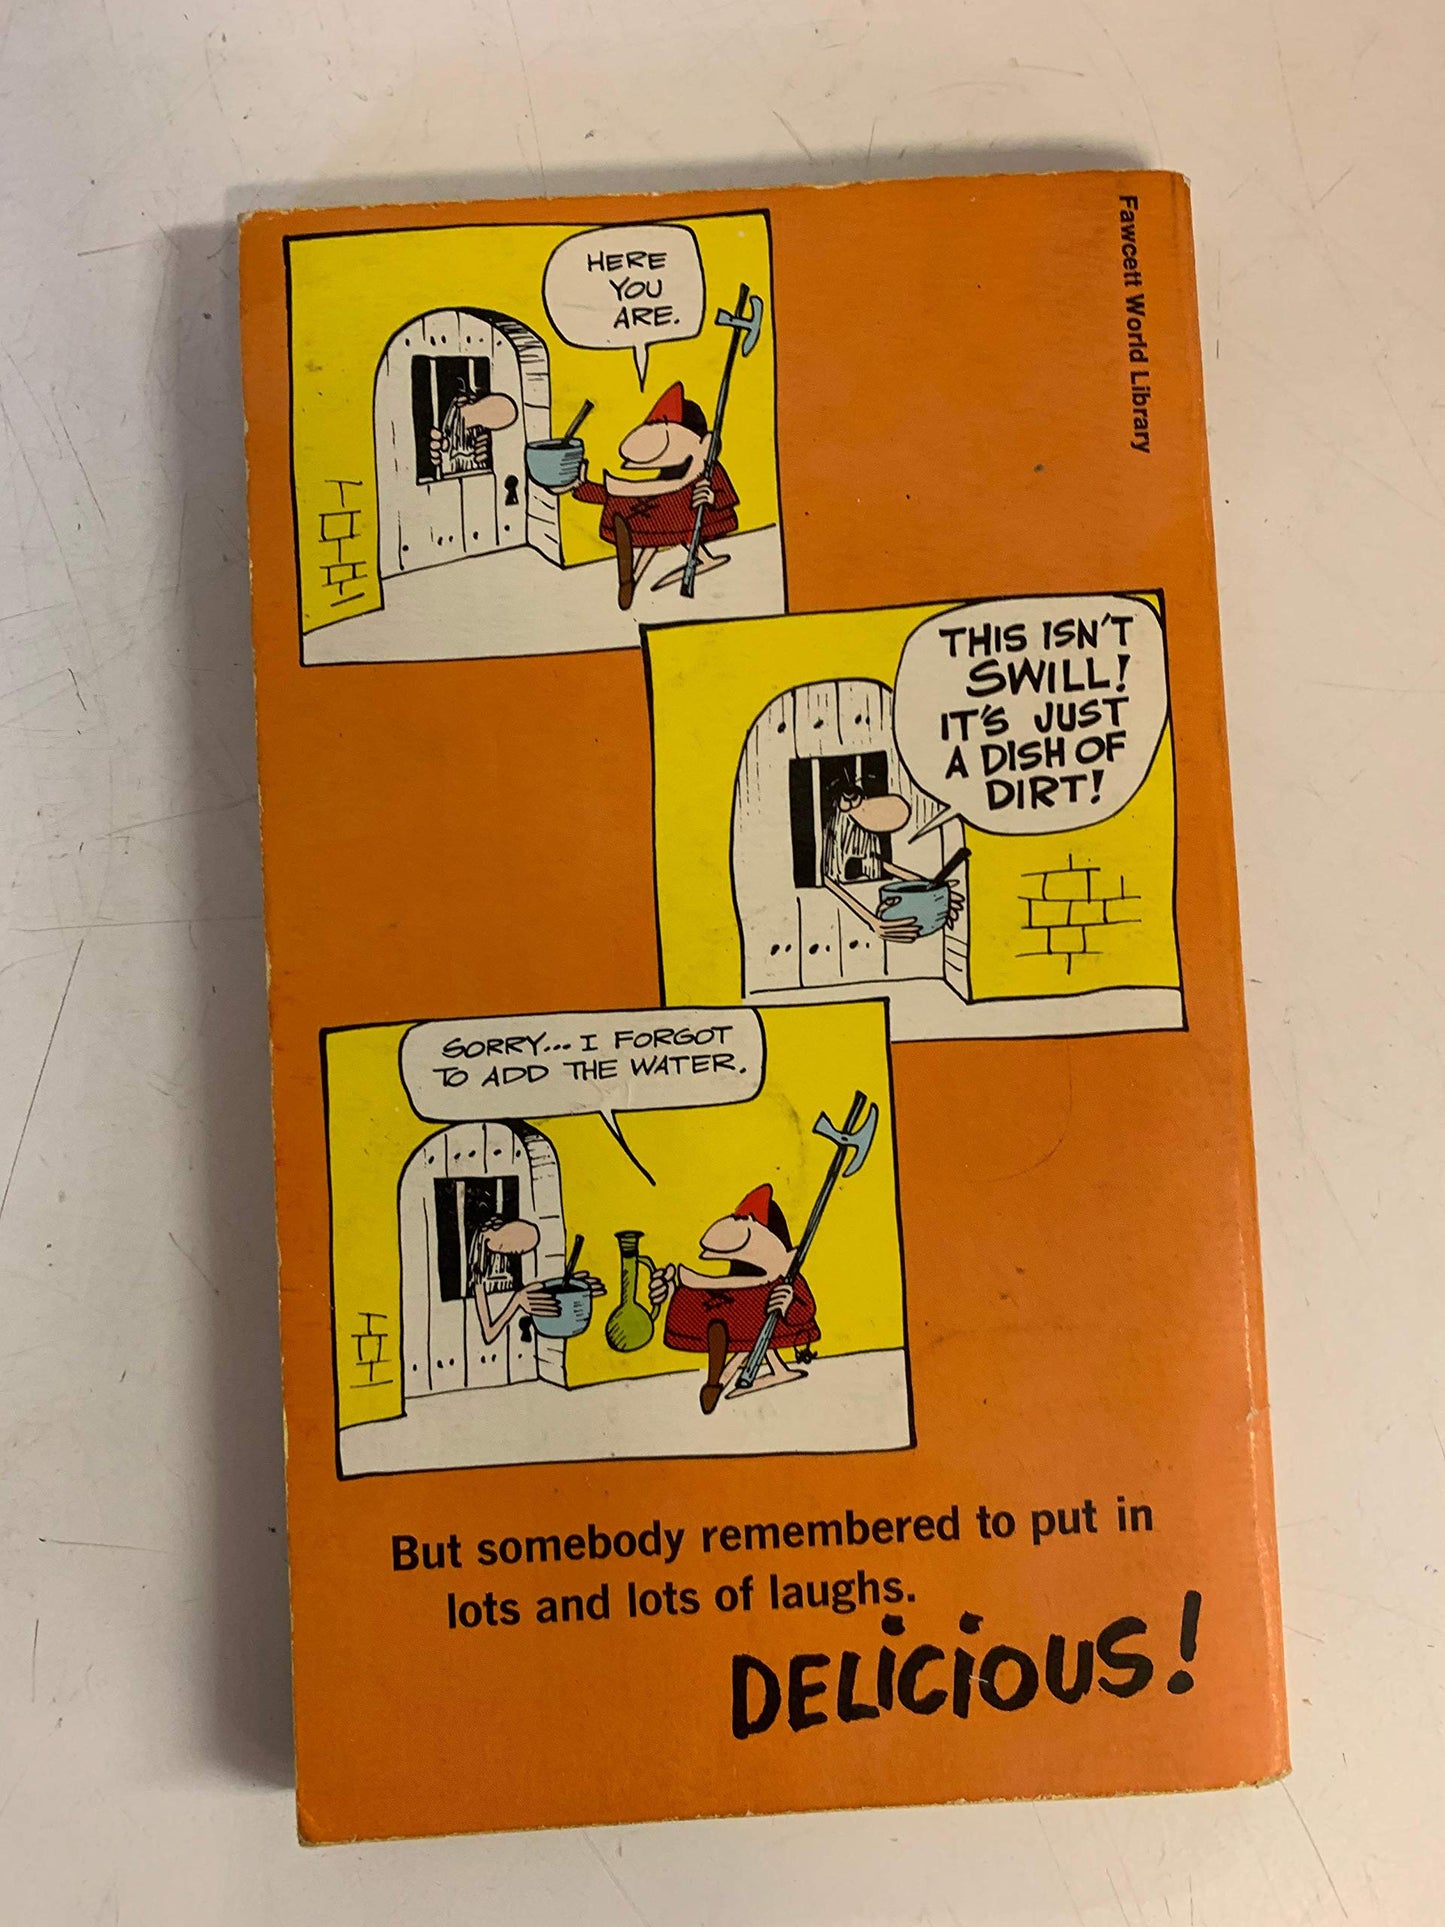 Fawcett World Library
HERE
YOU
ARE.
THIS ISN'T
SWILL!
IT'S JUST
A DISH OF
DIRT!
SORRY... I FORGOT
TO ADD THE WATER.
But somebody remembered to put in
lots and lots of laughs.
DELiCiOUS!